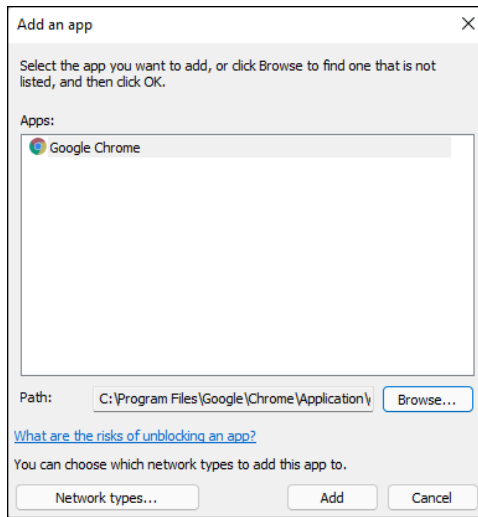 Add an app
Select the app you want to add, or click Browse to find one that is not
listed, and then click OK.
Apps:
Google Chrome
Path: C:\Program Files\Google\Chrome\Application\ Browse...
What are the risks of unblocking an app?
You can choose which network types to add this app to.
Network types... Add Cancel